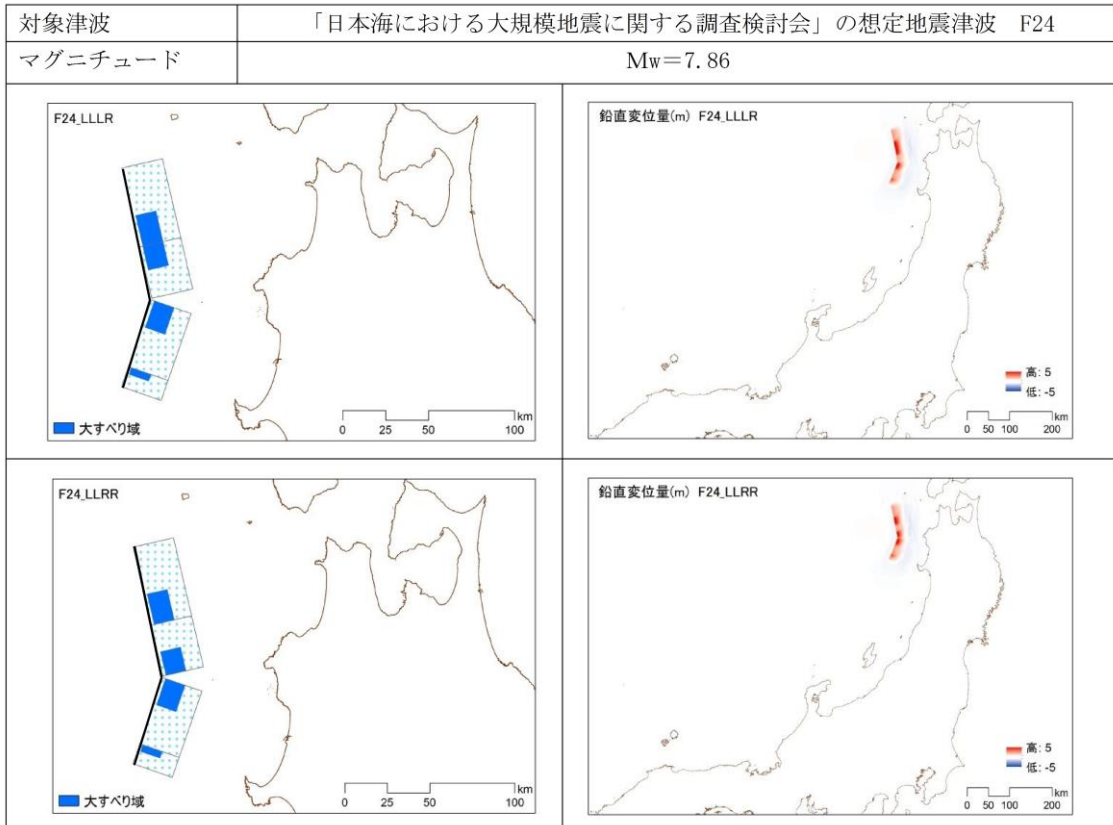 対象津波 「日本海における大規模地震に関する調査検討会」の想定地震津波 F24
マグニチュード Mw=7.86
F24_LLLR
大すべり域
km
0 25 50 100
鉛直変位量(m) F24_LLLR
高: 5
低: -5
km
0 50 100 200
F24_LLRR
大すべり域
km
0 25 50 100
鉛直変位量(m) F24_LLRR
高: 5
低: -5
km
0 50 100 200